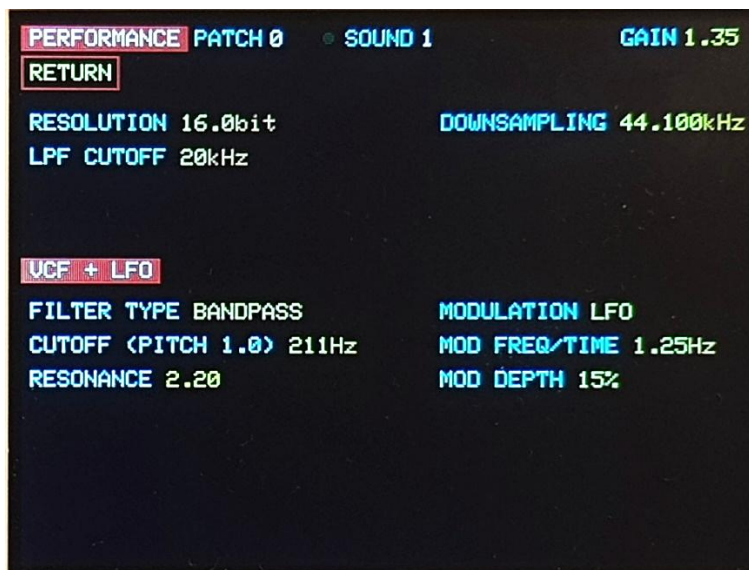 PERFORMANCE PATCH 0 SOUND 1 GAIN 1.35
RETURN
RESOLUTION 16.0bit DOWNSAMPLING 44.100kHz
LPF CUTOFF 20kHz
VCF + LFO
FILTER TYPE BANDPASS MODULATION LFO
CUTOFF (PITCH 1.0) 211Hz MOD FREQ/TIME 1.25Hz
RESONANCE 2.20 MOD DEPTH 15%